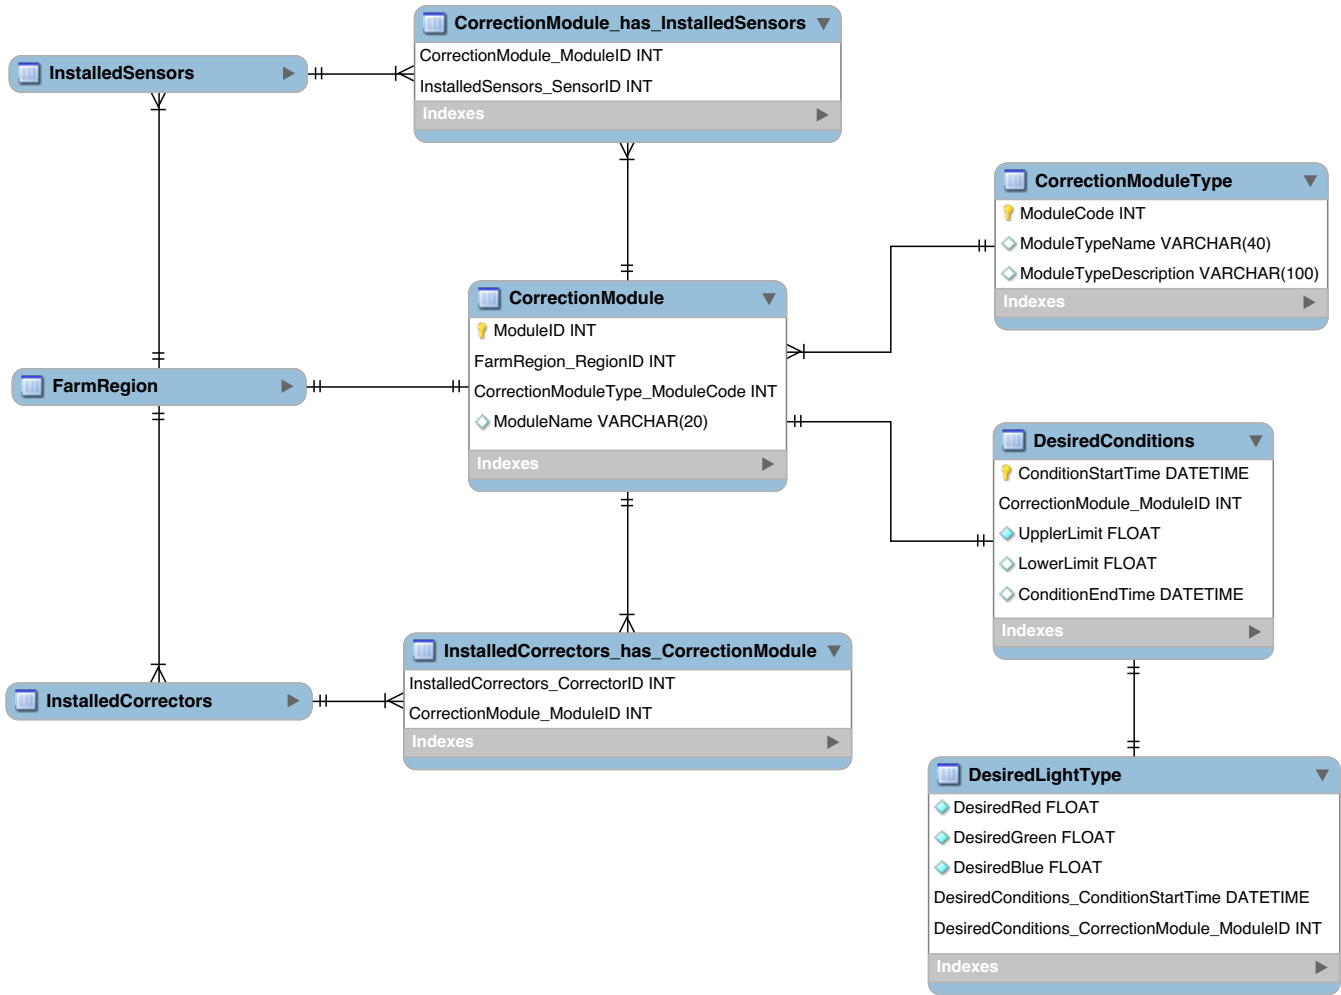 CorrectionModule_has_InstalledSensors
CorrectionModule_ModuleID INT
InstalledSensors_SensorID INT
Indexes
InstalledSensors
CorrectionModuleType
ModuleCode INT
ModuleTypeName VARCHAR(40)
ModuleTypeDescription VARCHAR(100)
Indexes
CorrectionModule
ModuleID INT
FarmRegion_RegionID INT
CorrectionModuleType_ModuleCode INT
ModuleName VARCHAR(20)
Indexes
FarmRegion
DesiredConditions
ConditionStartTime DATETIME
CorrectionModule_ModuleID INT
UpplerLimit FLOAT
LowerLimit FLOAT
ConditionEndTime DATETIME
Indexes
InstalledCorrectors_has_CorrectionModule
InstalledCorrectors_CorrectorID INT
CorrectionModule_ModuleID INT
Indexes
InstalledCorrectors
DesiredLightType
DesiredRed FLOAT
DesiredGreen FLOAT
DesiredBlue FLOAT
DesiredConditions_ConditionStartTime DATETIME
DesiredConditions_CorrectionModule_ModuleID INT
Indexes